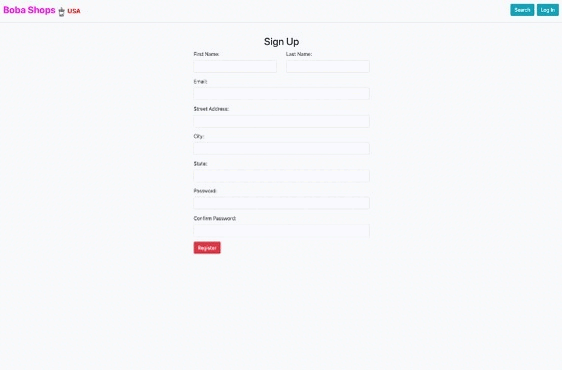 Boba Shops USA
Search
Log In
Sign Up
First Name:
Last Name:
Email:
Street Address:
City:
State:
Password:
Confirm Password:
Register